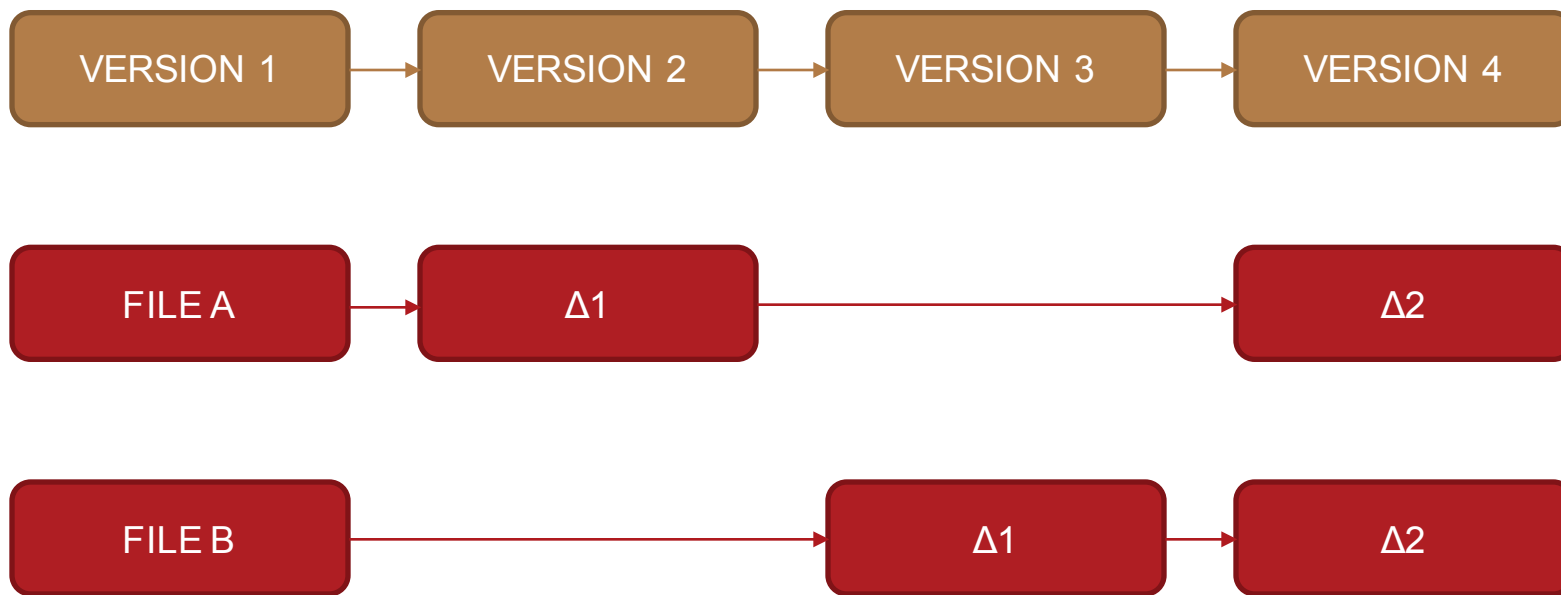 VERSION 1
VERSION 2
VERSION 3
VERSION 4
FILE A
Δ1
Δ2
FILE B
Δ1
Δ2